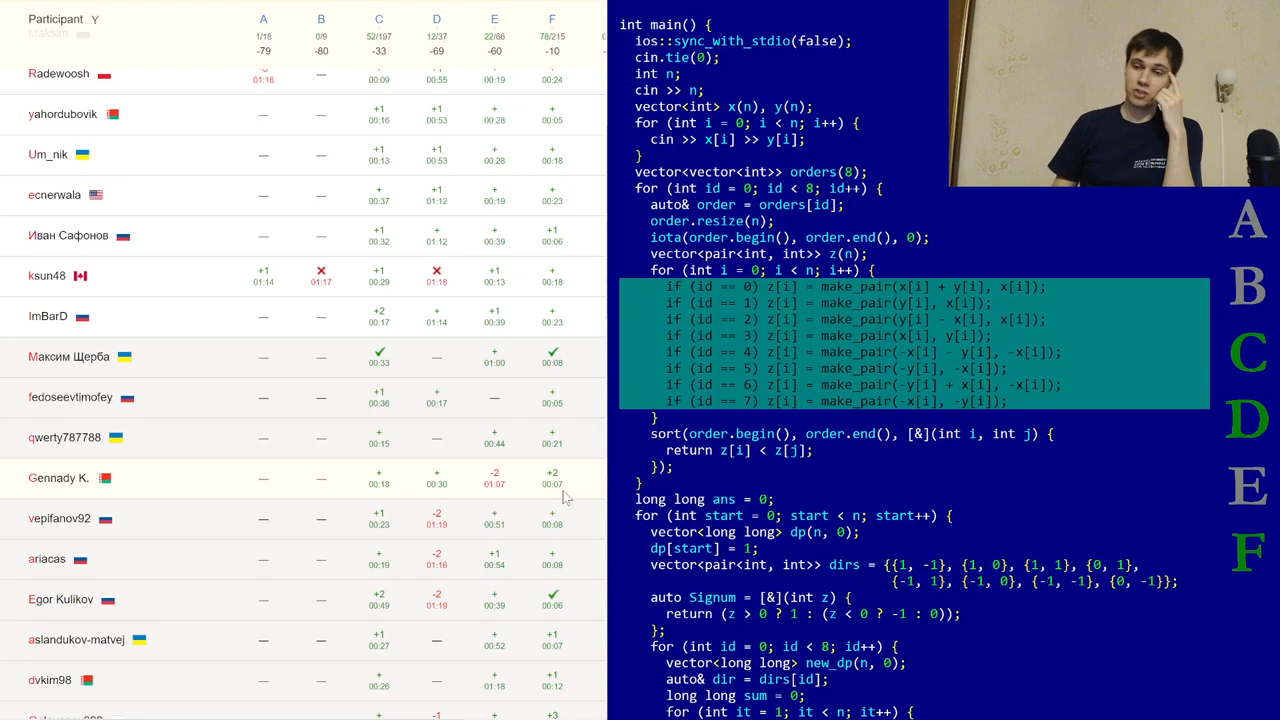 Participant Y A B C D E F
1/18 0/9 52/197 12/37 22/66 78/215
-79 -80 -33 -69 -60 -10
Maksim
Radewoosh — + + + +
01:16 00:09 00:55 00:19 00:24
yahordubovik — — +1 + + +
00:16 00:53 00:28 00:05
Um_nik — — +1 + + +
00:13 00:53 00:28 00:18
ecnerwala — — +1 +1 + +
00:37 01:12 00:19 00:23
Иван Сафонов — — +1 + + +1
00:32 01:12 00:39 00:06
ksun48 +1 ✗ +1 ✗ +1 +
01:14 01:17 00:29 01:18 00:13 00:18
ImBarD — — +2 + + +
00:17 01:14 00:39 00:23
Максим Щерба — — ✓ — + ✓
00:33 01:00 00:08
fedoseevtimofey — — +1 + — +
00:36 00:17 00:05
qwerty787788 — — + — + +
00:15 00:44 00:21
Gennady K. — — + + -2 +2
00:18 00:30 01:07 00:07
vepifanov92 — — + -2 + +
00:23 01:19 00:51 00:08
ariacas — — + -2 +1 +
00:19 01:16 00:54 00:08
Egor Kulikov — — +2 -2 + ✓
00:49 01:19 00:39 00:06
aslandukov-matvej — — +1 — + +1
00:27 00:52 00:07
dvkim98 — — + — + +1
00:26 01:18 00:12
-1 +3
int main() {
ios::sync_with_stdio(false);
cin.tie(0);
int n;
cin >> n;
vector<int> x(n), y(n);
for (int i = 0; i < n; i++) {
cin >> x[i] >> y[i];
}
vector<vector<int>> orders(8);
for (int id = 0; id < 8; id++) {
auto& order = orders[id];
order.resize(n);
iota(order.begin(), order.end(), 0);
vector<pair<int, int>> z(n);
for (int i = 0; i < n; i++) {
if (id == 0) z[i] = make_pair(x[i] + y[i], x[i]);
if (id == 1) z[i] = make_pair(y[i], x[i]);
if (id == 2) z[i] = make_pair(y[i] - x[i], x[i]);
if (id == 3) z[i] = make_pair(x[i], y[i]);
if (id == 4) z[i] = make_pair(-x[i] - y[i], -x[i]);
if (id == 5) z[i] = make_pair(-y[i], -x[i]);
if (id == 6) z[i] = make_pair(-y[i] + x[i], -x[i]);
if (id == 7) z[i] = make_pair(-x[i], -y[i]);
}
sort(order.begin(), order.end(), [&](int i, int j) {
return z[i] < z[j];
});
}
long long ans = 0;
for (int start = 0; start < n; start++) {
vector<long long> dp(n, 0);
dp[start] = 1;
vector<pair<int, int>> dirs = {{1, -1}, {1, 0}, {1, 1}, {0, 1},
{-1, 1}, {-1, 0}, {-1, -1}, {0, -1}};
auto Signum = [&](int z) {
return (z > 0 ? 1 : (z < 0 ? -1 : 0));
};
for (int id = 0; id < 8; id++) {
vector<long long> new_dp(n, 0);
auto& dir = dirs[id];
long long sum = 0;
for (int it = 1; it < n; it++) {
A
B
C
D
E
F